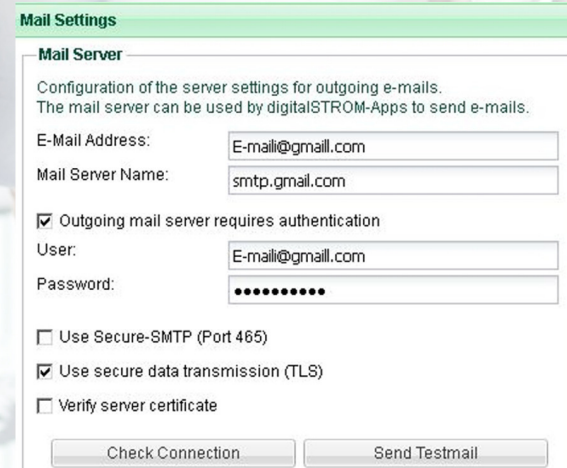 Mail Settings
Mail Server
Configuration of the server settings for outgoing e-mails.
The mail server can be used by digitalSTROM-Apps to send e-mails.
E-Mail Address: E-maili@gmaill.com
Mail Server Name: smtp.gmail.com
Outgoing mail server requires authentication
User: E-maili@gmaill.com
Password: ●●●●●●●●●●
Use Secure-SMTP (Port 465)
Use secure data transmission (TLS)
Verify server certificate
Check Connection Send Testmail